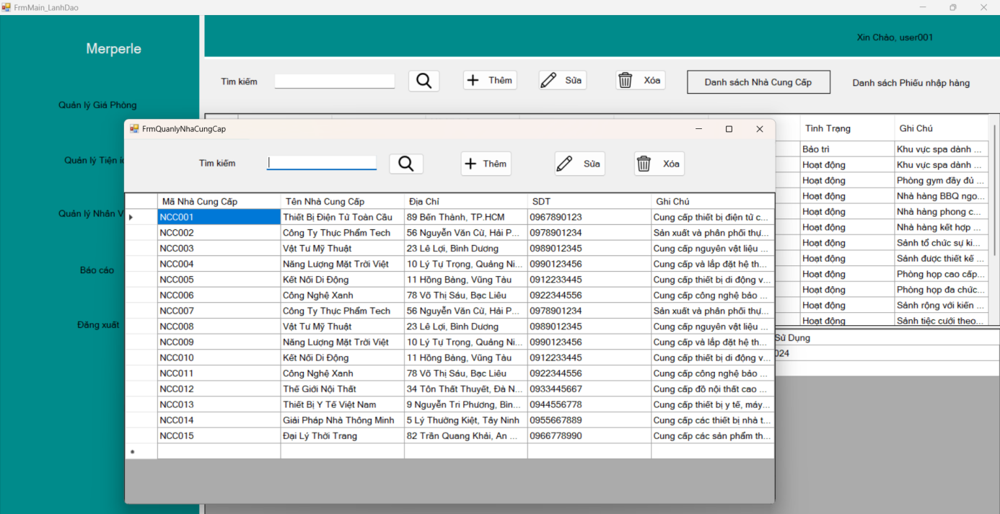 FrmMain_LanhDao
Merperle
Xin Chào, user001
Quản lý Giá Phòng
Quản lý Tiện íc
Quản lý Nhân V
Báo cáo
Đăng xuất
Tìm kiếm
Thêm
Sửa
Xóa
Danh sách Nhà Cung Cấp
Danh sách Phiếu nhập hàng
FrmQuanlyNhaCungCap
Tìm kiếm
Thêm
Sửa
Xóa
Mã Nhà Cung Cấp Tên Nhà Cung Cấp Địa Chỉ SDT Ghi Chú
NCC001 Thiết Bị Điện Tử Toàn Cầu 89 Bến Thành, TP.HCM 0967890123 Cung cấp thiết bị điện tử c...
NCC002 Công Ty Thực Phẩm Tech 56 Nguyễn Văn Cừ, Hải P... 0978901234 Sản xuất và phân phối thự...
NCC003 Vật Tư Mỹ Thuật 23 Lê Lợi, Bình Dương 0989012345 Cung cấp nguyên vật liệu ...
NCC004 Năng Lượng Mặt Trời Việt 10 Lý Tự Trọng, Quảng Ni... 0990123456 Cung cấp và lắp đặt hệ th...
NCC005 Kết Nối Di Động 11 Hồng Bàng, Vũng Tàu 0912233445 Cung cấp thiết bị di động v...
NCC006 Công Nghệ Xanh 78 Võ Thị Sáu, Bạc Liêu 0922344556 Cung cấp công nghệ bảo ...
NCC007 Công Ty Thực Phẩm Tech 56 Nguyễn Văn Cừ, Hải P... 0978901234 Sản xuất và phân phối thự...
NCC008 Vật Tư Mỹ Thuật 23 Lê Lợi, Bình Dương 0989012345 Cung cấp nguyên vật liệu ...
NCC009 Năng Lượng Mặt Trời Việt 10 Lý Tự Trọng, Quảng Ni... 0990123456 Cung cấp và lắp đặt hệ th...
NCC010 Kết Nối Di Động 11 Hồng Bàng, Vũng Tàu 0912233445 Cung cấp thiết bị di động v...
NCC011 Công Nghệ Xanh 78 Võ Thị Sáu, Bạc Liêu 0922344556 Cung cấp công nghệ bảo ...
NCC012 Thế Giới Nội Thất 34 Tôn Thất Thuyết, Đà N... 0933445667 Cung cấp đồ nội thất cao ...
NCC013 Thiết Bị Y Tế Việt Nam 9 Nguyễn Tri Phương, Bìn... 0944556778 Cung cấp thiết bị y tế, máy...
NCC014 Giải Pháp Nhà Thông Minh 5 Lý Thường Kiệt, Tây Ninh 0955667889 Cung cấp các thiết bị nhà t...
NCC015 Đại Lý Thời Trang 82 Trần Quang Khải, An ... 0966778990 Cung cấp các sản phẩm th...
Tình Trạng Ghi Chú
Bảo trì Khu vực spa dành ...
Hoạt động Khu vực spa dành ...
Hoạt động Phòng gym đầy đủ ...
Hoạt động Nhà hàng BBQ ngo...
Hoạt động Nhà hàng phong c...
Hoạt động Nhà hàng kết hợp ...
Hoạt động Sảnh tổ chức sự ki...
Hoạt động Sảnh được thiết kế ...
Hoạt động Phòng họp cao cấp...
Hoạt động Phòng họp đa chức...
Hoạt động Sảnh rộng với kiến ...
Hoạt động Sảnh tiệc cưới theo...
Sử Dụng
024